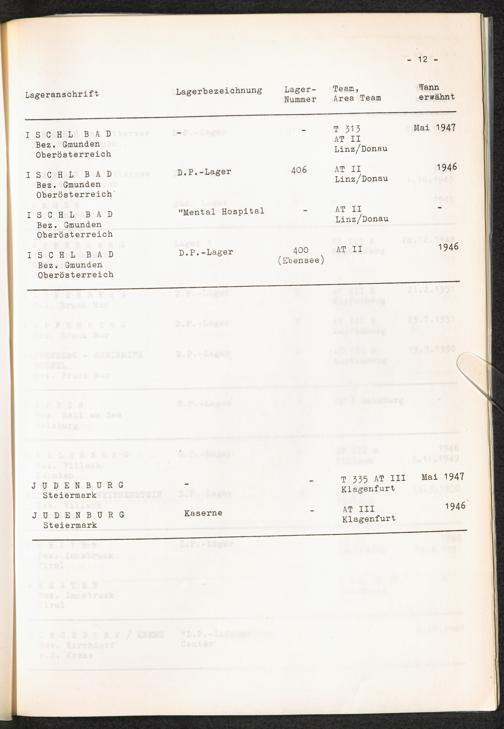 - 12 -
Lageranschrift Lagerbezeichnung Lager- Team, Wann
Nummer Area Team erwähnt
I S C H L B A D - - T 313 Mai 1947
Bez. Gmunden AT II
Oberösterreich Linz/Donau
I S C H L B A D D.P.-Lager 406 AT II 1946
Bez. Gmunden Linz/Donau
Oberösterreich
I S C H L B A D "Mental Hospital - AT II -
Bez. Gmunden Linz/Donau
Oberösterreich
I S C H L B A D D.P.-Lager 400 AT II 1946
Bez. Gmunden (Ebensee)
Oberösterreich
J U D E N B U R G - - T 335 AT III Mai 1947
Steiermark Klagenfurt
J U D E N B U R G Kaserne - AT III 1946
Steiermark Klagenfurt